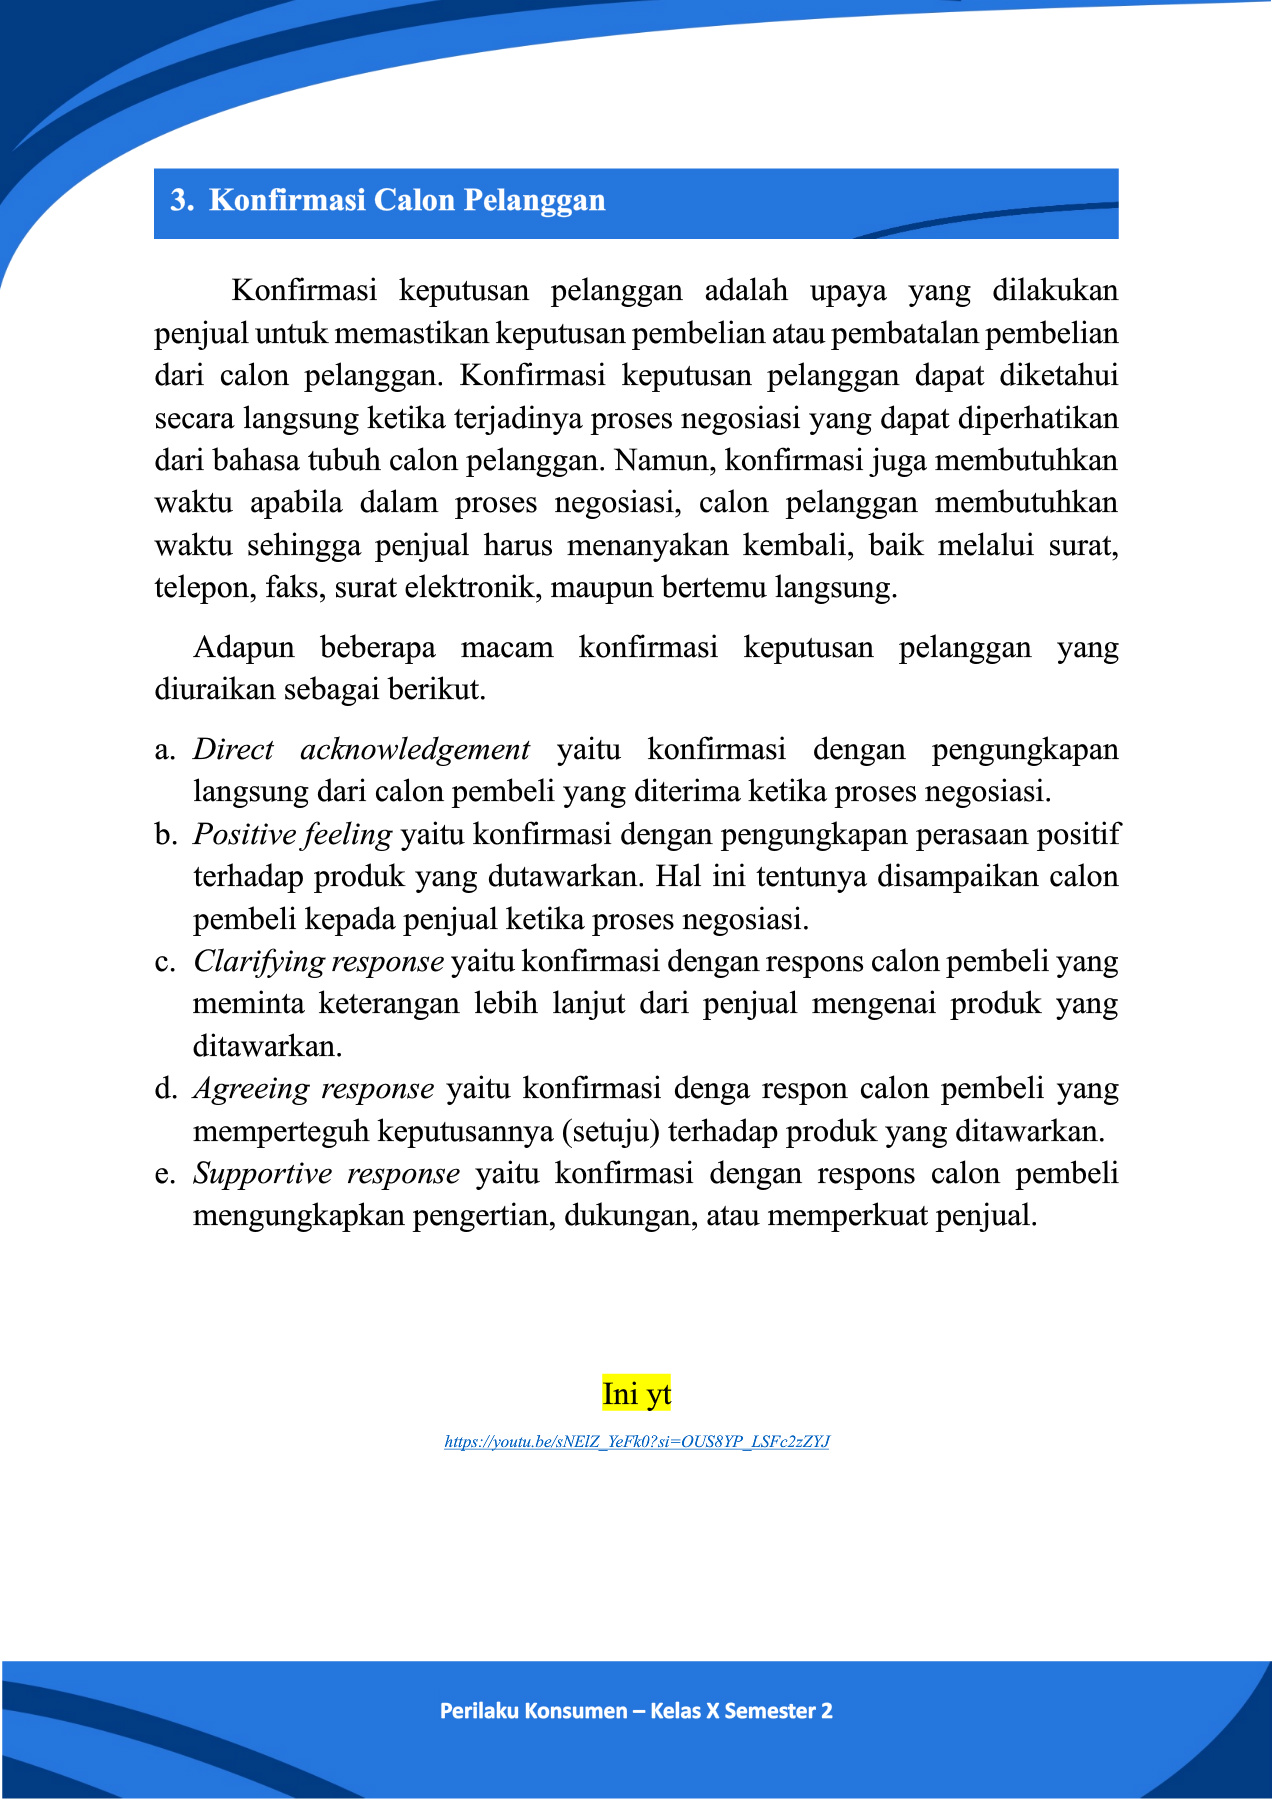 3. Konfirmasi Calon Pelanggan
Konfirmasi keputusan pelanggan adalah upaya yang dilakukan
penjual untuk memastikan keputusan pembelian atau pembatalan pembelian
dari calon pelanggan. Konfirmasi keputusan pelanggan dapat diketahui
secara langsung ketika terjadinya proses negosiasi yang dapat diperhatikan
dari bahasa tubuh calon pelanggan. Namun, konfirmasi juga membutuhkan
waktu apabila dalam proses negosiasi, calon pelanggan membutuhkan
waktu sehingga penjual harus menanyakan kembali, baik melalui surat,
telepon, faks, surat elektronik, maupun bertemu langsung.
Adapun beberapa macam konfirmasi keputusan pelanggan yang
diuraikan sebagai berikut.
a. Direct acknowledgement yaitu konfirmasi dengan pengungkapan
langsung dari calon pembeli yang diterima ketika proses negosiasi.
b. Positive feeling yaitu konfirmasi dengan pengungkapan perasaan positif
terhadap produk yang dutawarkan. Hal ini tentunya disampaikan calon
pembeli kepada penjual ketika proses negosiasi.
c. Clarifying response yaitu konfirmasi dengan respons calon pembeli yang
meminta keterangan lebih lanjut dari penjual mengenai produk yang
ditawarkan.
d. Agreeing response yaitu konfirmasi denga respon calon pembeli yang
memperteguh keputusannya (setuju) terhadap produk yang ditawarkan.
e. Supportive response yaitu konfirmasi dengan respons calon pembeli
mengungkapkan pengertian, dukungan, atau memperkuat penjual.
Ini yt
https://youtu.be/sNElZ_YeFk0?si=OUS8YP_LSFc2zZYJ
Perilaku Konsumen – Kelas X Semester 2